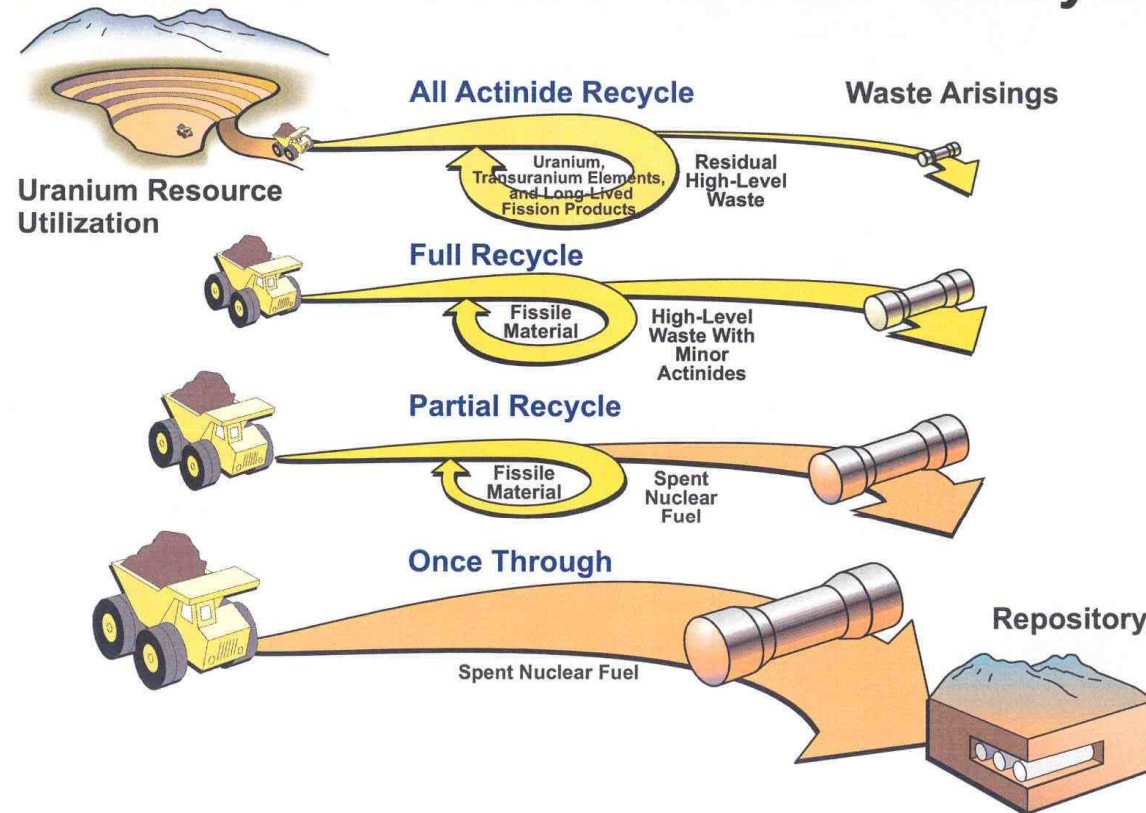 All Actinide Recycle
Waste Arisings
Uranium,
Transuranium Elements,
and Long-Lived
Fission Products
Residual
High-Level
Waste
Uranium Resource
Utilization
Full Recycle
Fissile
Material
High-Level
Waste With
Minor
Actinides
Partial Recycle
Fissile
Material
Spent
Nuclear
Fuel
Once Through
Spent Nuclear Fuel
Repository